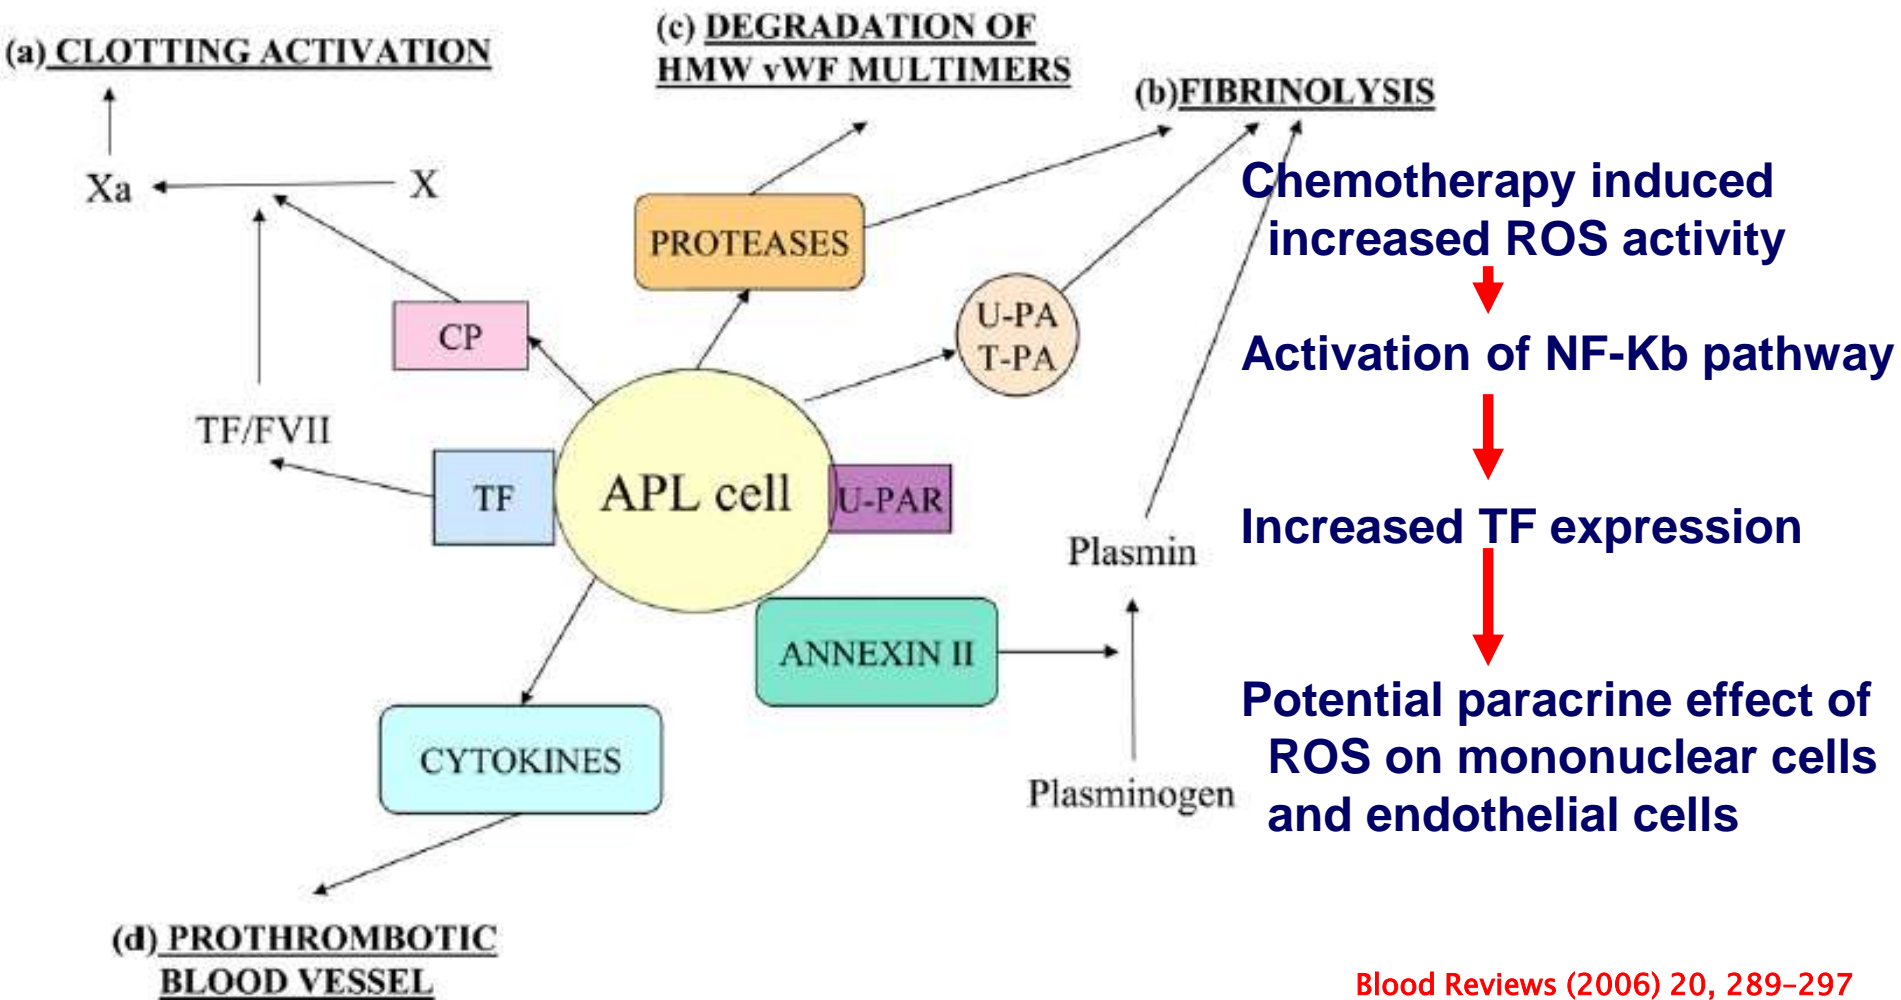 (c) DEGRADATION OF
HMW vWF MULTIMERS
(a) CLOTTING ACTIVATION
(b)FIBRINOLYSIS
Xa
X
PROTEASES
CP
U-PA
T-PA
TF/FVII
TF
APL cell
U-PAR
Plasmin
ANNEXIN II
CYTOKINES
Plasminogen
(d) PROTHROMBOTIC
BLOOD VESSEL
Chemotherapy induced
increased ROS activity
Activation of NF-Kb pathway
Increased TF expression
Potential paracrine effect of
ROS on mononuclear cells
and endothelial cells
Blood Reviews (2006) 20, 289–297